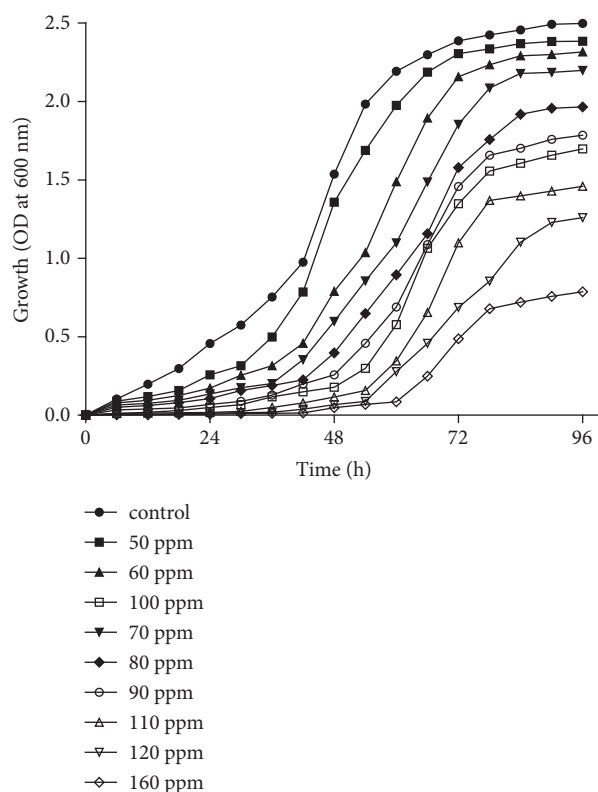 2.5
2.0
1.5
1.0
0.5
0.0
Growth (OD at 600 nm)
0 24 48 72 96
Time (h)
control
50 ppm
60 ppm
100 ppm
70 ppm
80 ppm
90 ppm
110 ppm
120 ppm
160 ppm